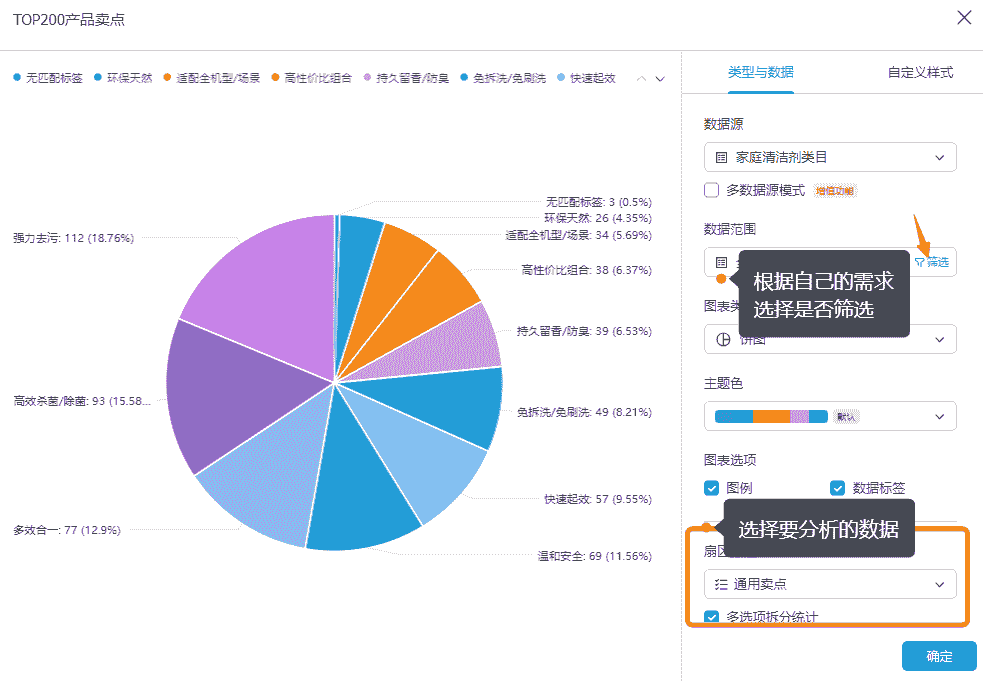 TOP200产品卖点
无匹配标签 环保天然 适配全机型/场景 高性价比组合 持久留香/防臭 免拆洗/免刷洗 快速起效
无匹配标签: 3 (0.5%)
环保天然: 26 (4.35%)
适配全机型/场景: 34 (5.69%)
高性价比组合: 38 (6.37%)
持久留香/防臭: 39 (6.53%)
免拆洗/免刷洗: 49 (8.21%)
快速起效: 57 (9.55%)
温和安全: 69 (11.56%)
多效合一: 77 (12.9%)
高效杀菌/除菌: 93 (15.58...
强力去污: 112 (18.76%)
类型与数据 自定义样式
数据源
家庭清洁剂类目
多数据源模式 增值功能
数据范围
筛选
根据自己的需求
选择是否筛选
图表类
饼图
主题色
默认
图表选项
图例 数据标签
选择要分析的数据
扇区
通用卖点
多选项拆分统计
确定